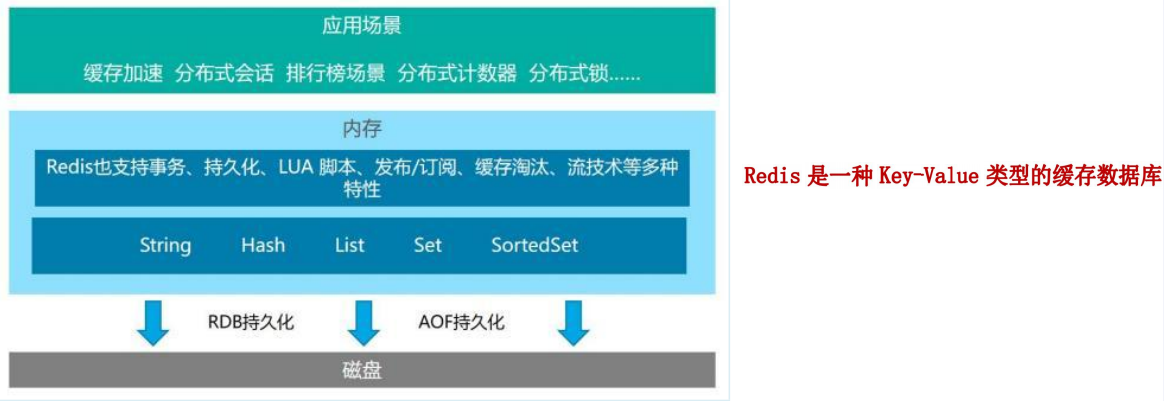 应用场景
缓存加速 分布式会话 排行榜场景 分布式计数器 分布式锁......
内存
Redis也支持事务、持久化、LUA 脚本、发布/订阅、缓存淘汰、流技术等多种
特性
String Hash List Set SortedSet
RDB持久化 AOF持久化
磁盘
Redis 是一种 Key-Value 类型的缓存数据库